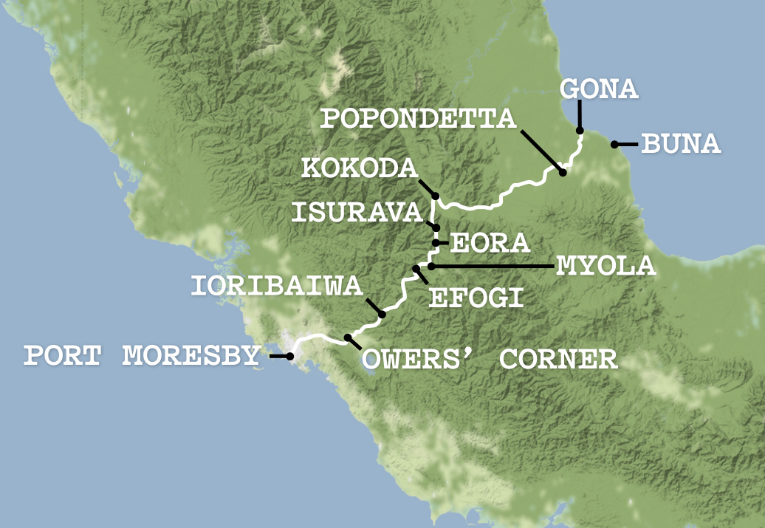 GONA
POPONDETTA
BUNA
KOKODA
ISURAVA
EORA
MYOLA
IORIBAIWA
EFOGI
PORT MORESBY
OWERS’ CORNER